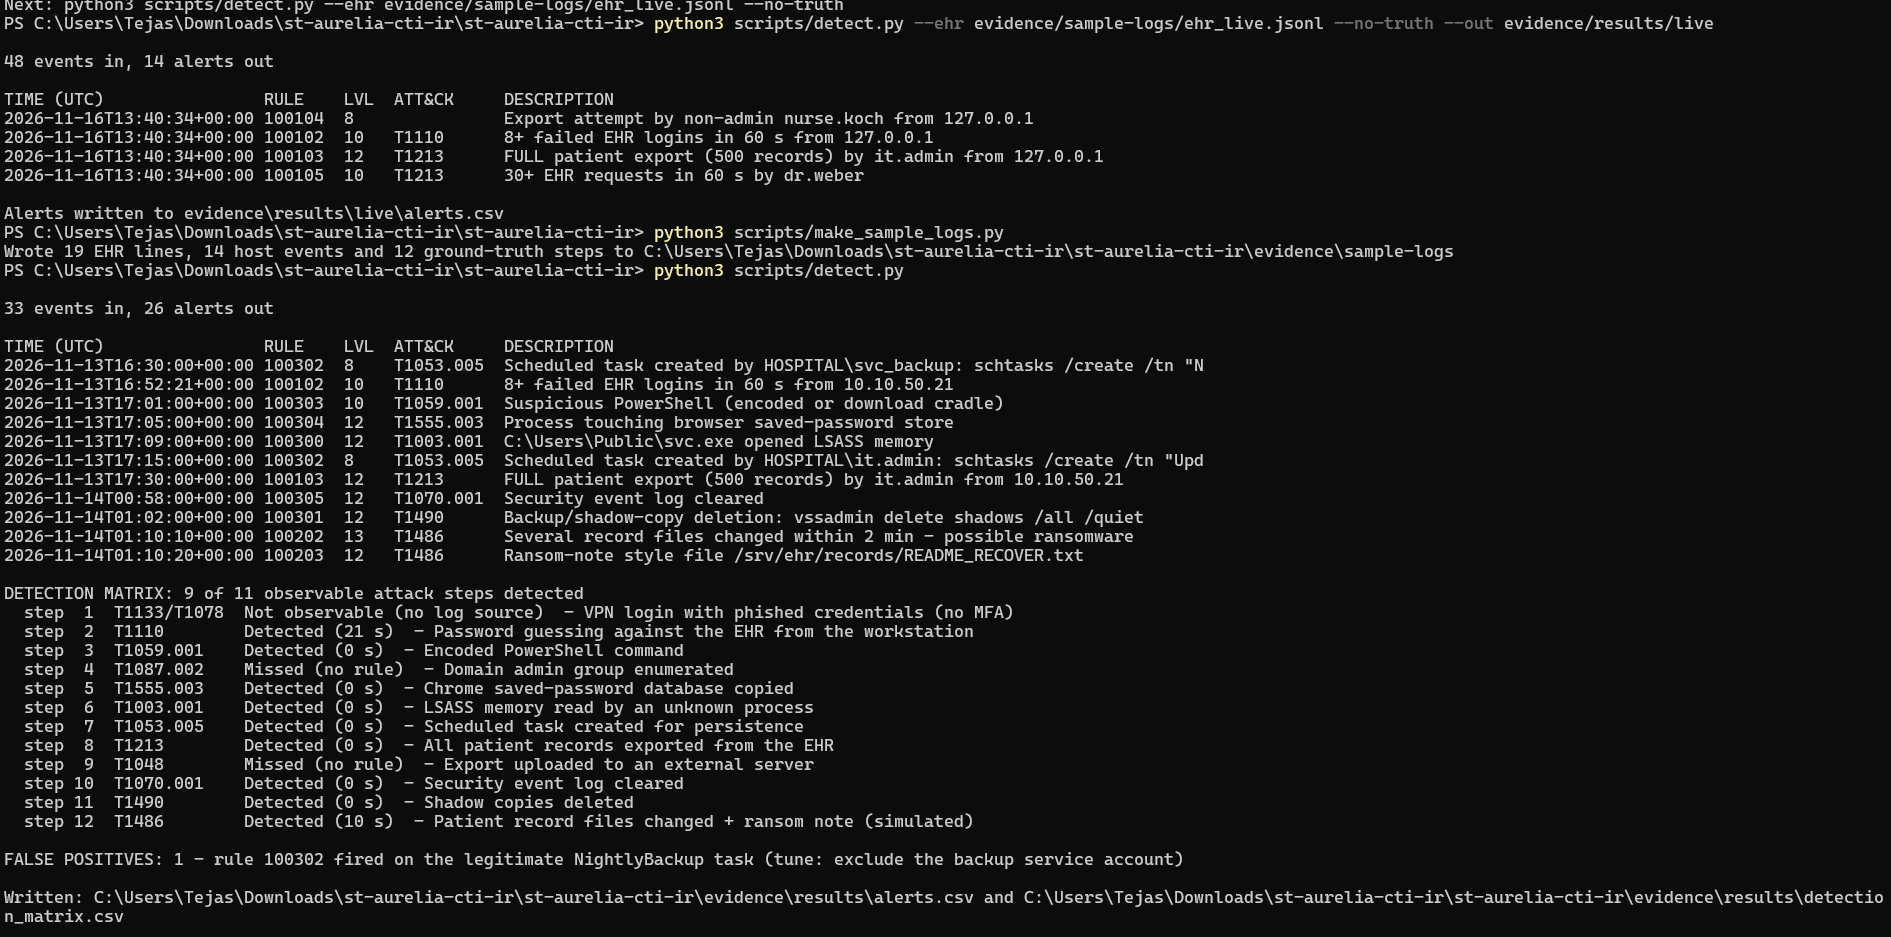 Next: python3 scripts/detect.py --ehr evidence/sample-logs/ehr_live.jsonl --no-truth
PS C:\Users\Tejas\Downloads\st-aurelia-cti-ir\st-aurelia-cti-ir> python3 scripts/detect.py --ehr evidence/sample-logs/ehr_live.jsonl --no-truth --out evidence/results/live
48 events in, 14 alerts out
TIME (UTC) RULE LVL ATT&CK DESCRIPTION
2026-11-16T13:40:34+00:00 100104 8 Export attempt by non-admin nurse.koch from 127.0.0.1
2026-11-16T13:40:34+00:00 100102 10 T1110 8+ failed EHR logins in 60 s from 127.0.0.1
2026-11-16T13:40:34+00:00 100103 12 T1213 FULL patient export (500 records) by it.admin from 127.0.0.1
2026-11-16T13:40:34+00:00 100105 10 T1213 30+ EHR requests in 60 s by dr.weber
Alerts written to evidence\results\live\alerts.csv
PS C:\Users\Tejas\Downloads\st-aurelia-cti-ir\st-aurelia-cti-ir> python3 scripts/make_sample_logs.py
Wrote 19 EHR lines, 14 host events and 12 ground-truth steps to C:\Users\Tejas\Downloads\st-aurelia-cti-ir\st-aurelia-cti-ir\evidence\sample-logs
PS C:\Users\Tejas\Downloads\st-aurelia-cti-ir\st-aurelia-cti-ir> python3 scripts/detect.py
33 events in, 26 alerts out
TIME (UTC) RULE LVL ATT&CK DESCRIPTION
2026-11-13T16:30:00+00:00 100302 8 T1053.005 Scheduled task created by HOSPITAL\svc_backup: schtasks /create /tn "N
2026-11-13T16:52:21+00:00 100102 10 T1110 8+ failed EHR logins in 60 s from 10.10.50.21
2026-11-13T17:01:00+00:00 100303 10 T1059.001 Suspicious PowerShell (encoded or download cradle)
2026-11-13T17:05:00+00:00 100304 12 T1555.003 Process touching browser saved-password store
2026-11-13T17:09:00+00:00 100300 12 T1003.001 C:\Users\Public\svc.exe opened LSASS memory
2026-11-13T17:15:00+00:00 100302 8 T1053.005 Scheduled task created by HOSPITAL\it.admin: schtasks /create /tn "Upd
2026-11-13T17:30:00+00:00 100103 12 T1213 FULL patient export (500 records) by it.admin from 10.10.50.21
2026-11-14T00:58:00+00:00 100305 12 T1070.001 Security event log cleared
2026-11-14T01:02:00+00:00 100301 12 T1490 Backup/shadow-copy deletion: vssadmin delete shadows /all /quiet
2026-11-14T01:10:10+00:00 100202 13 T1486 Several record files changed within 2 min - possible ransomware
2026-11-14T01:10:20+00:00 100203 12 T1486 Ransom-note style file /srv/ehr/records/README_RECOVER.txt
DETECTION MATRIX: 9 of 11 observable attack steps detected
step 1 T1133/T1078 Not observable (no log source) - VPN login with phished credentials (no MFA)
step 2 T1110 Detected (21 s) - Password guessing against the EHR from the workstation
step 3 T1059.001 Detected (0 s) - Encoded PowerShell command
step 4 T1087.002 Missed (no rule) - Domain admin group enumerated
step 5 T1555.003 Detected (0 s) - Chrome saved-password database copied
step 6 T1003.001 Detected (0 s) - LSASS memory read by an unknown process
step 7 T1053.005 Detected (0 s) - Scheduled task created for persistence
step 8 T1213 Detected (0 s) - All patient records exported from the EHR
step 9 T1048 Missed (no rule) - Export uploaded to an external server
step 10 T1070.001 Detected (0 s) - Security event log cleared
step 11 T1490 Detected (0 s) - Shadow copies deleted
step 12 T1486 Detected (10 s) - Patient record files changed + ransom note (simulated)
FALSE POSITIVES: 1 - rule 100302 fired on the legitimate NightlyBackup task (tune: exclude the backup service account)
Written: C:\Users\Tejas\Downloads\st-aurelia-cti-ir\st-aurelia-cti-ir\evidence\results\alerts.csv and C:\Users\Tejas\Downloads\st-aurelia-cti-ir\st-aurelia-cti-ir\evidence\results\detectio
n_matrix.csv